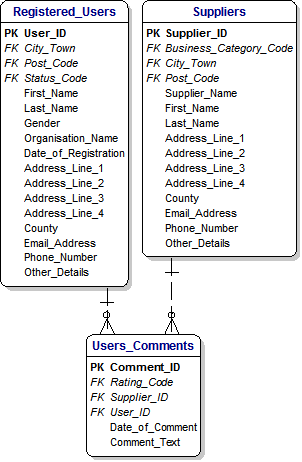 Registered_Users
PK User_ID
FK City_Town
FK Post_Code
FK Status_Code
First_Name
Last_Name
Gender
Organisation_Name
Date_of_Registration
Address_Line_1
Address_Line_2
Address_Line_3
Address_Line_4
County
Email_Address
Phone_Number
Other_Details
Suppliers
PK Supplier_ID
FK Business_Category_Code
FK City_Town
FK Post_Code
Supplier_Name
First_Name
Last_Name
Address_Line_1
Address_Line_2
Address_Line_3
Address_Line_4
County
Email_Address
Phone_Number
Other_Details
Users_Comments
PK Comment_ID
FK Rating_Code
FK Supplier_ID
FK User_ID
Date_of_Comment
Comment_Text